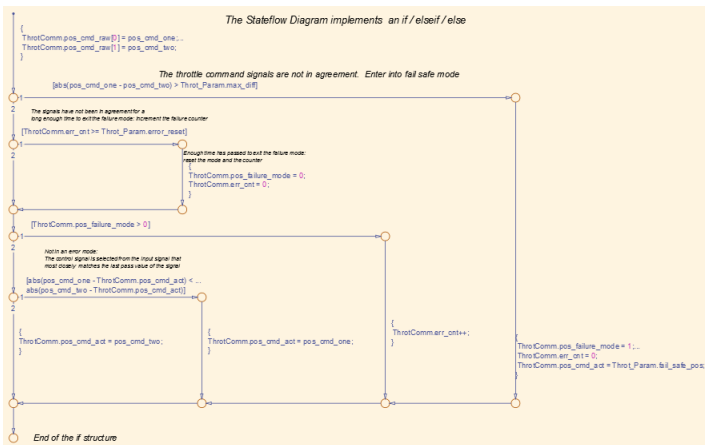 The Stateflow Diagram implements an if / elseif / else
{
ThrotComm.pos_cmd_raw[0] = pos_cmd_one;...
ThrotComm.pos_cmd_raw[1] = pos_cmd_two;
}
The throttle command signals are not in agreement. Enter into fail safe mode
[abs(pos_cmd_one - pos_cmd_two) > Throt_Param.max_diff]
1
2
The signals have not been in agreement for a
long enough time to exit the failure mode: increment the failure counter
[ThrotComm.err_cnt >= Throt_Param.error_reset]
1
2
Enough time has passed to exit the failure mode:
reset the mode and the counter
{
ThrotComm.pos_failure_mode = 0;
ThrotComm.err_cnt = 0;
}
[ThrotComm.pos_failure_mode > 0]
1
2
Not in an error mode:
The control signal is selected from the input signal that
most closely matches the last pass value of the signal
[abs(pos_cmd_one - ThrotComm.pos_cmd_act) < ...
abs(pos_cmd_two - ThrotComm.pos_cmd_act)]
1
2
{
ThrotComm.pos_cmd_act = pos_cmd_two;
}
{
ThrotComm.pos_cmd_act = pos_cmd_one;
}
{
ThrotComm.err_cnt++;
}
{
ThrotComm.pos_failure_mode = 1;...
ThrotComm.err_cnt = 0;
ThrotComm.pos_cmd_act = Throt_Param.fail_safe_pos;
}
End of the if structure